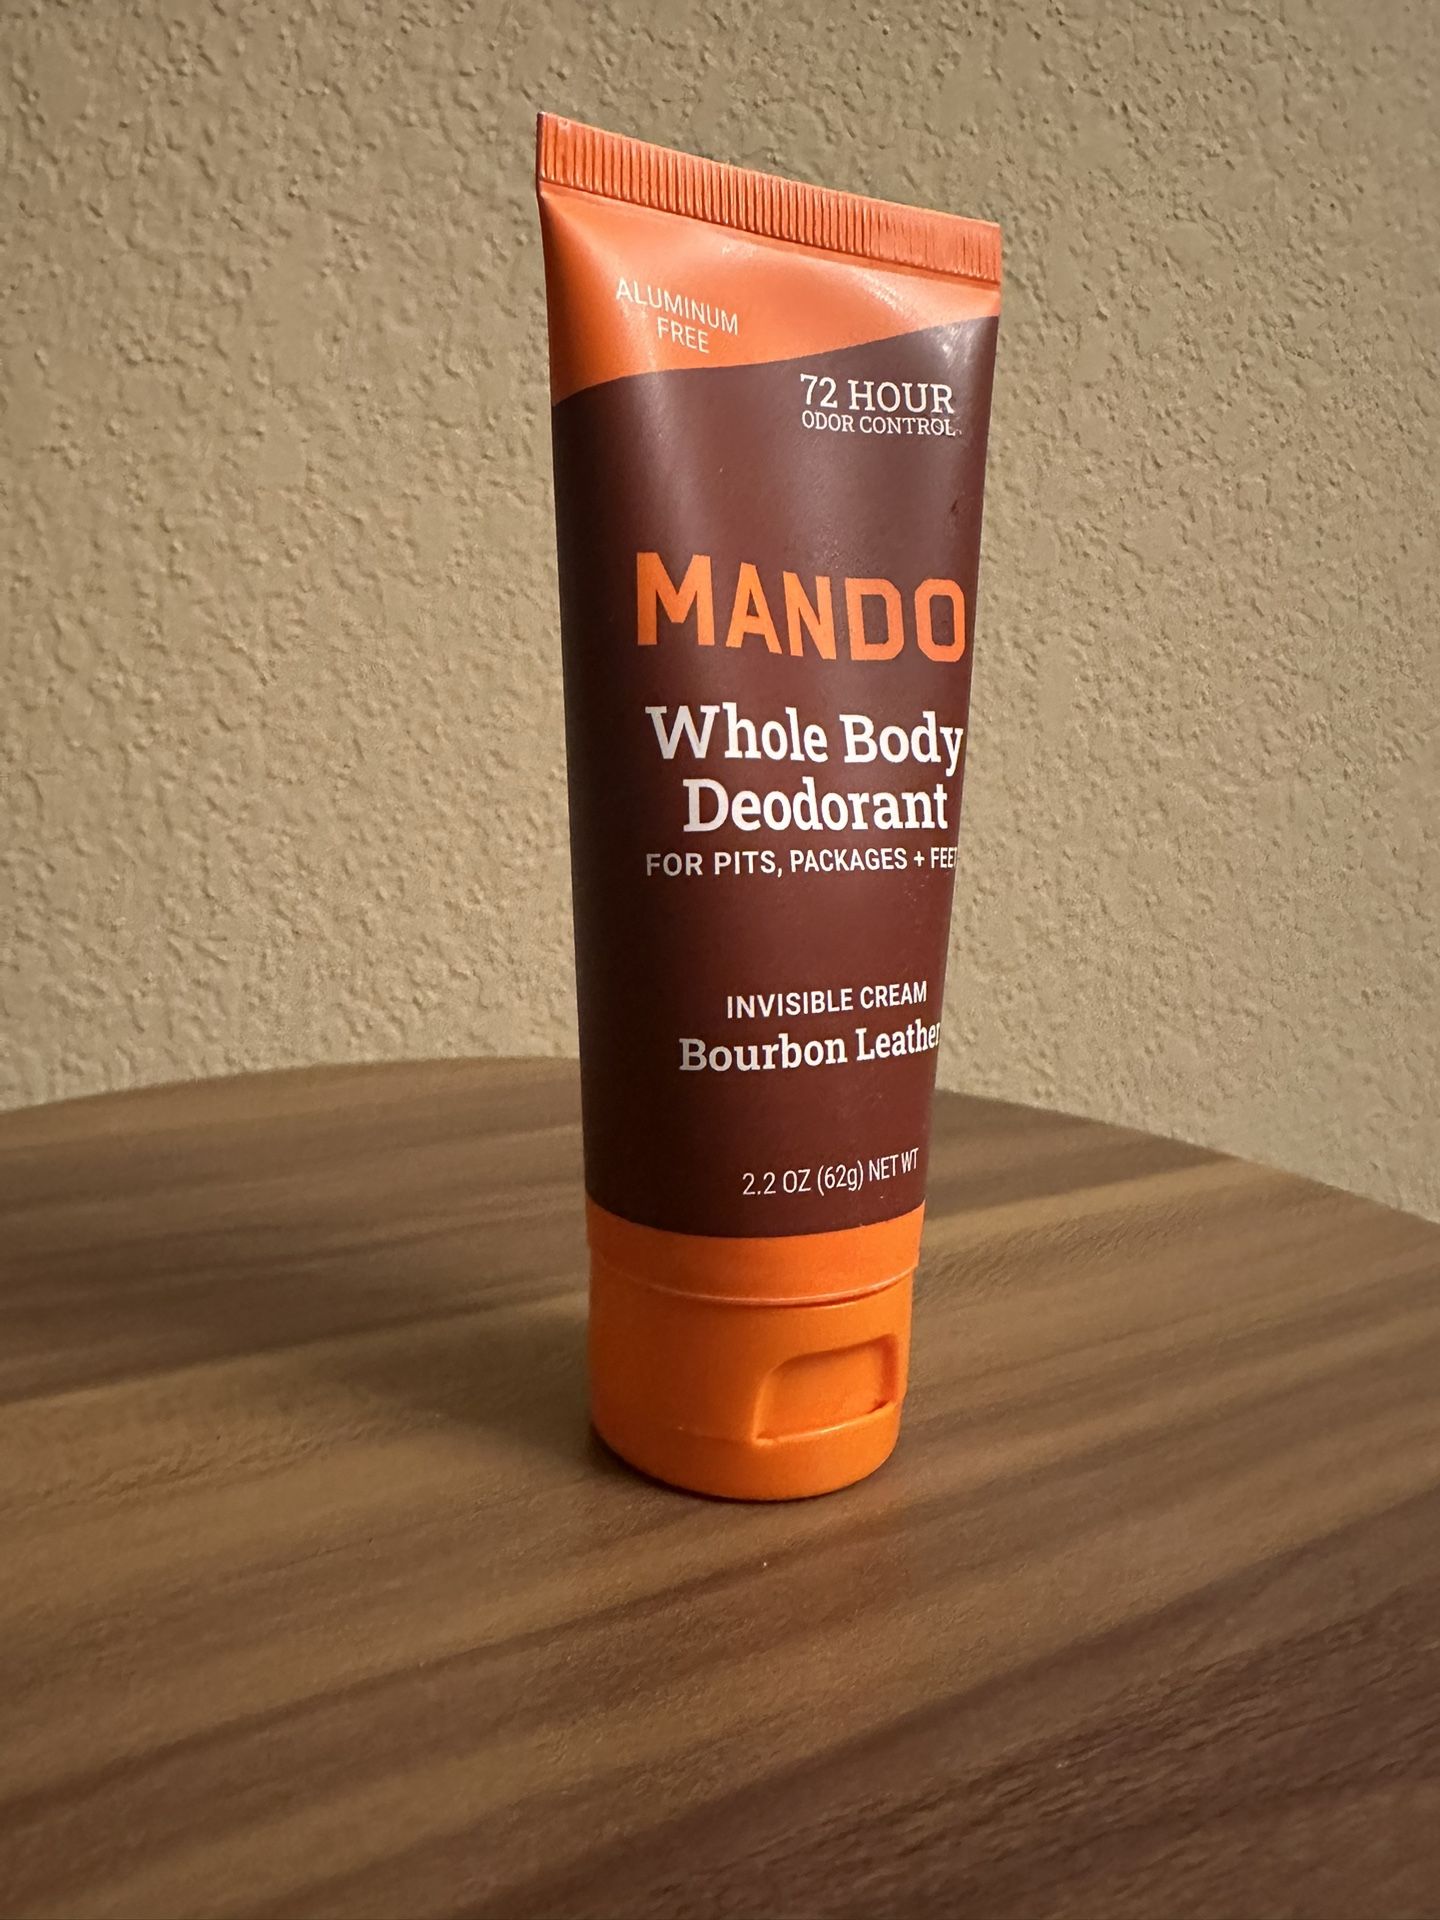 ALUMINUM
FREE
72 HOUR
ODOR CONTROL
MANDO
Whole Body
Deodorant
FOR PITS, PACKAGES + FEET
INVISIBLE CREAM
Bourbon Leather
2.2 OZ (62g) NET WT